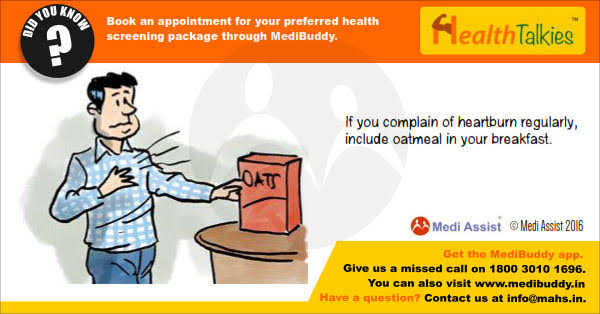 DID YOU KNOW
?
Book an appointment for your preferred health
screening package through MediBuddy.
HealthTalkies™
If you complain of heartburn regularly,
include oatmeal in your breakfast.
OATS
Medi Assist® © Medi Assist 2016
Get the MediBuddy app.
Give us a missed call on 1800 3010 1696.
You can also visit www.medibuddy.in
Have a question? Contact us at info@mahs.in.